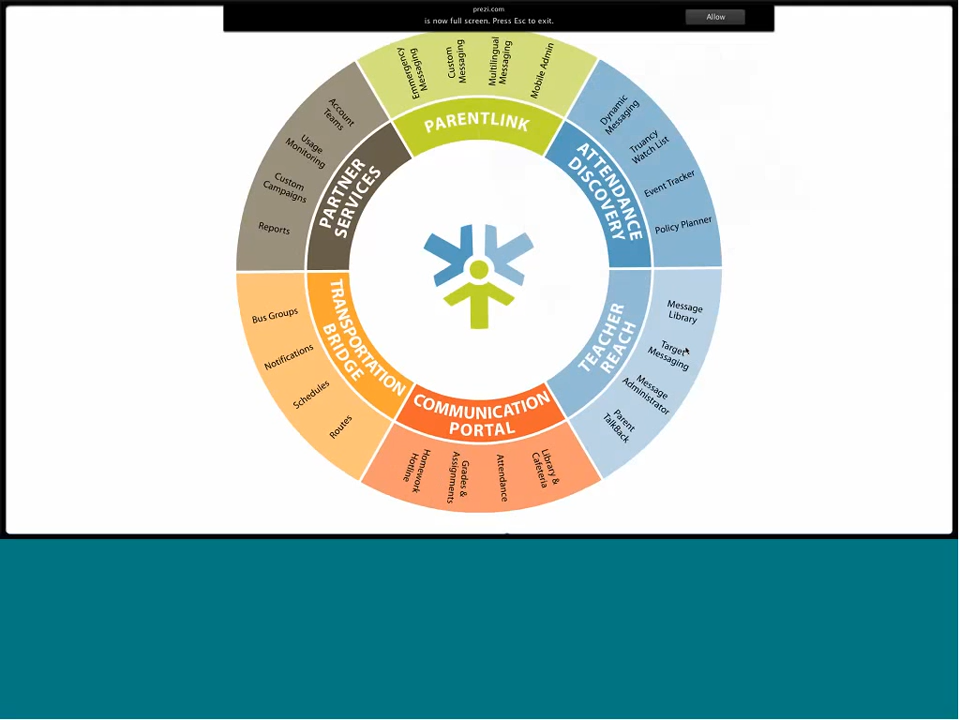 prezi.com
is now full screen. Press Esc to exit.
Allow
PARENTLINK
Emmergency
Messaging
Custom
Messaging
Multilingual
Messaging
Mobile Admin
ATTENDANCE
DISCOVERY
Dynamic
Messaging
Truancy
Watch List
Event Tracker
Policy Planner
TEACHER
REACH
Message
Library
Target
Messaging
Message
Administrator
Parent
TalkBack
COMMUNICATION
PORTAL
Library &
Cafeteria
Attendance
Grades &
Assignments
Homework
Hotline
TRANSPORTATION
BRIDGE
Bus Groups
Notifications
Schedules
Routes
PARTNER
SERVICES
Account
Teams
Usage
Monitoring
Custom
Campaigns
Reports